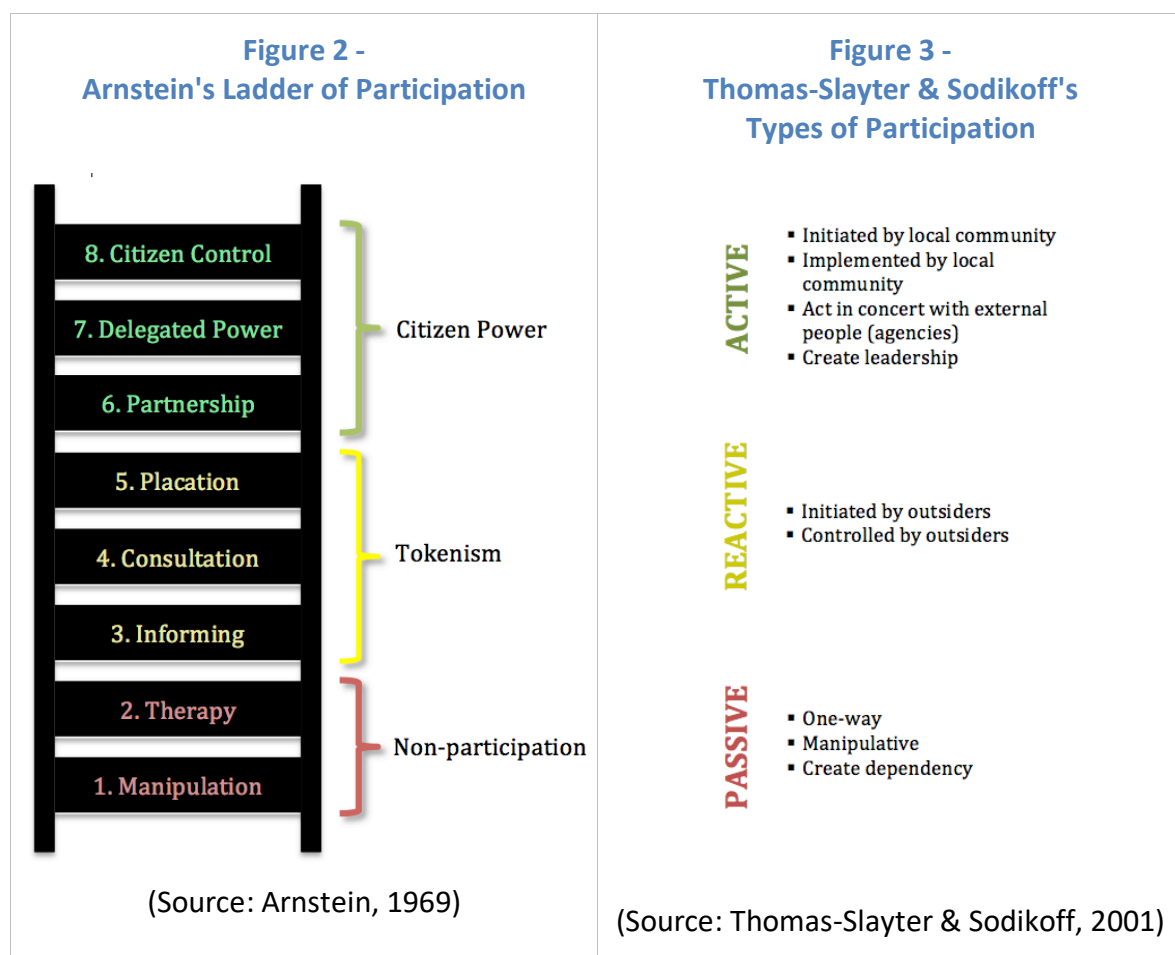 Figure 2 -
Arnstein's Ladder of Participation
8. Citizen Control
7. Delegated Power
6. Partnership
Citizen Power
5. Placation
4. Consultation
3. Informing
Tokenism
2. Therapy
1. Manipulation
Non-participation
(Source: Arnstein, 1969)
Figure 3 -
Thomas-Slayter & Sodikoff's
Types of Participation
ACTIVE
▪ Initiated by local community
▪ Implemented by local
community
▪ Act in concert with external
people (agencies)
▪ Create leadership
REACTIVE
▪ Initiated by outsiders
▪ Controlled by outsiders
PASSIVE
▪ One-way
▪ Manipulative
▪ Create dependency
(Source: Thomas-Slayter & Sodikoff, 2001)